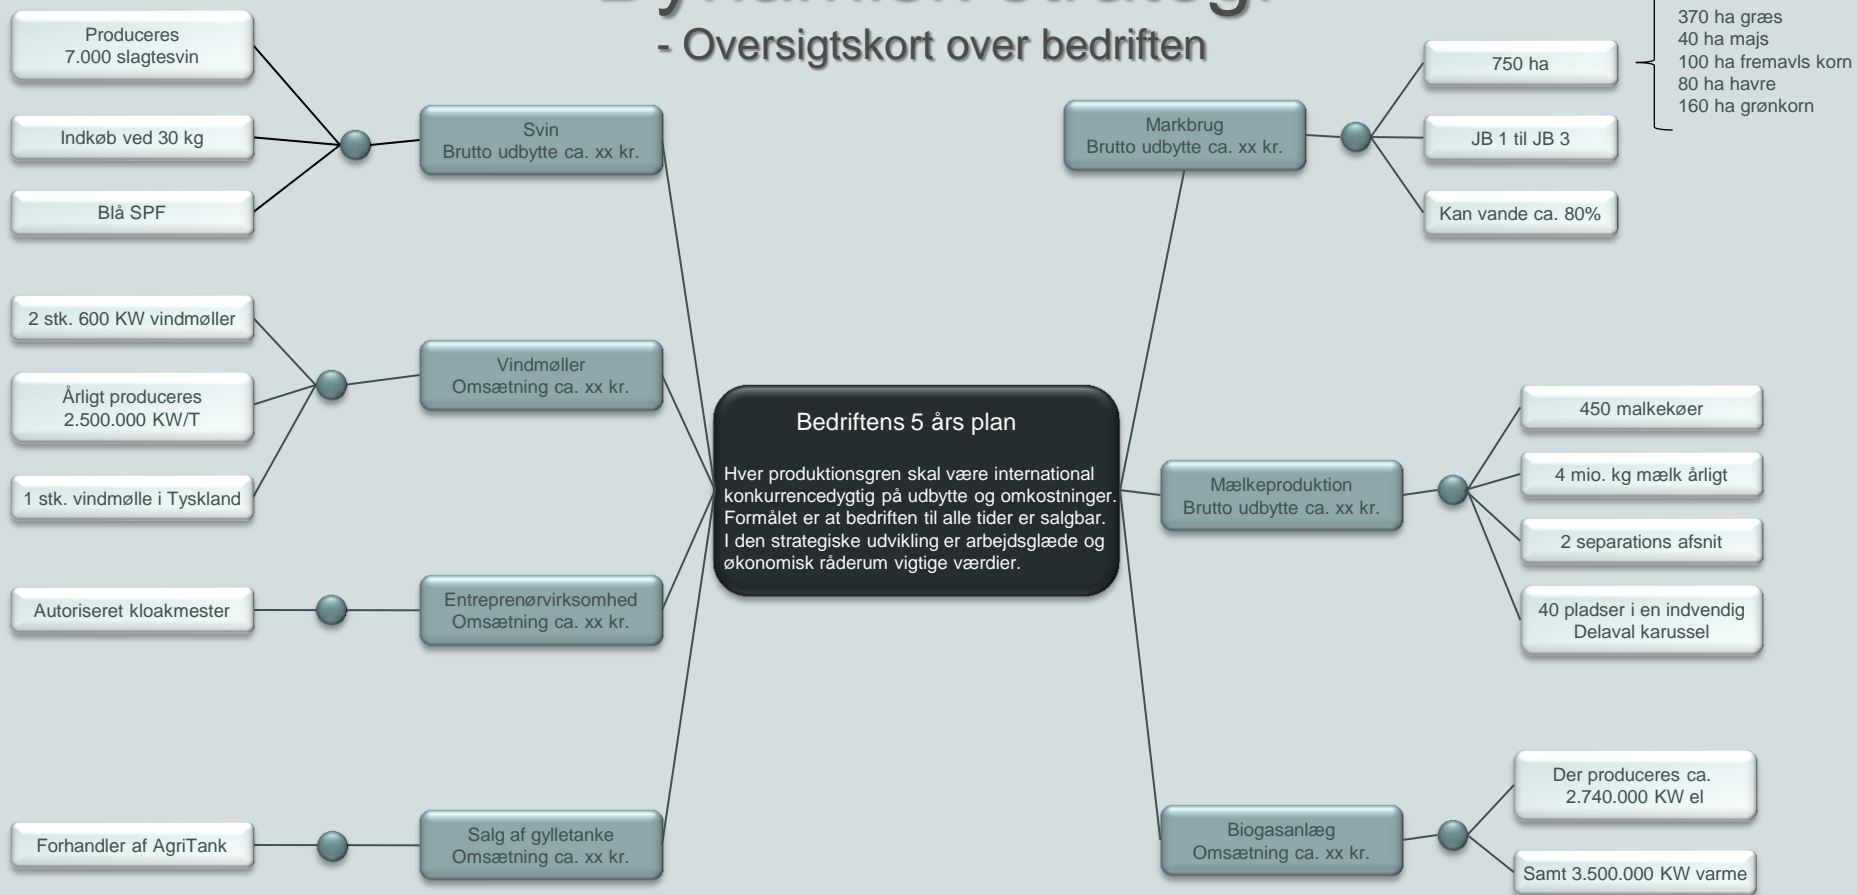 Dynamisk strategi
- Oversigtskort over bedriften
Produceres
7.000 slagtesvin
Indkøb ved 30 kg
Blå SPF
Svin
Brutto udbytte ca. xx kr.
2 stk. 600 KW vindmøller
Årligt produceres
2.500.000 KW/T
1 stk. vindmølle i Tyskland
Vindmøller
Omsætning ca. xx kr.
Autoriseret kloakmester
Entreprenørvirksomhed
Omsætning ca. xx kr.
Forhandler af AgriTank
Salg af gylletanke
Omsætning ca. xx kr.
Bedriftens 5 års plan
Hver produktionsgren skal være international
konkurrencedygtig på udbytte og omkostninger.
Formålet er at bedriften til alle tider er salgbar.
I den strategiske udvikling er arbejdsglæde og
økonomisk råderum vigtige værdier.
Markbrug
Brutto udbytte ca. xx kr.
750 ha
370 ha græs
40 ha majs
100 ha fremavls korn
80 ha havre
160 ha grønkorn
JB 1 til JB 3
Kan vande ca. 80%
Mælkeproduktion
Brutto udbytte ca. xx kr.
450 malkekøer
4 mio. kg mælk årligt
2 separations afsnit
40 pladser i en indvendig
Delaval karussel
Biogasanlæg
Omsætning ca. xx kr.
Der produceres ca.
2.740.000 KW el
Samt 3.500.000 KW varme